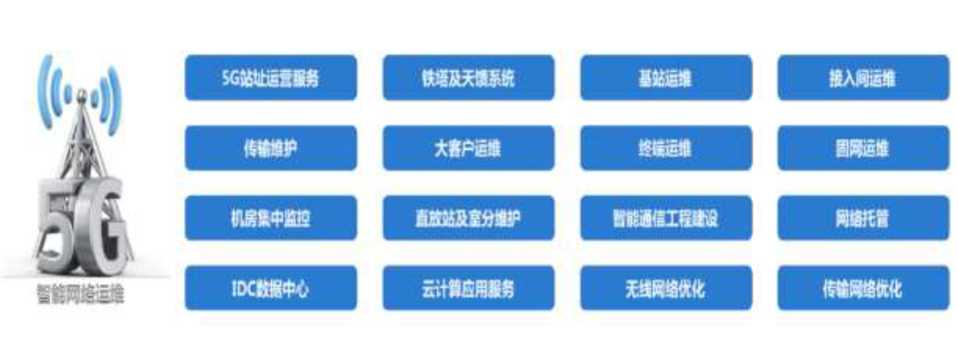 5G站址运营服务
铁塔及天馈系统
基站运维
接入间运维
传输维护
大客户运维
终端运维
固网运维
机房集中监控
直放站及室分维护
智能通信工程建设
网络托管
IDC数据中心
云计算应用服务
无线网络优化
传输网络优化
5G
智能网络运维